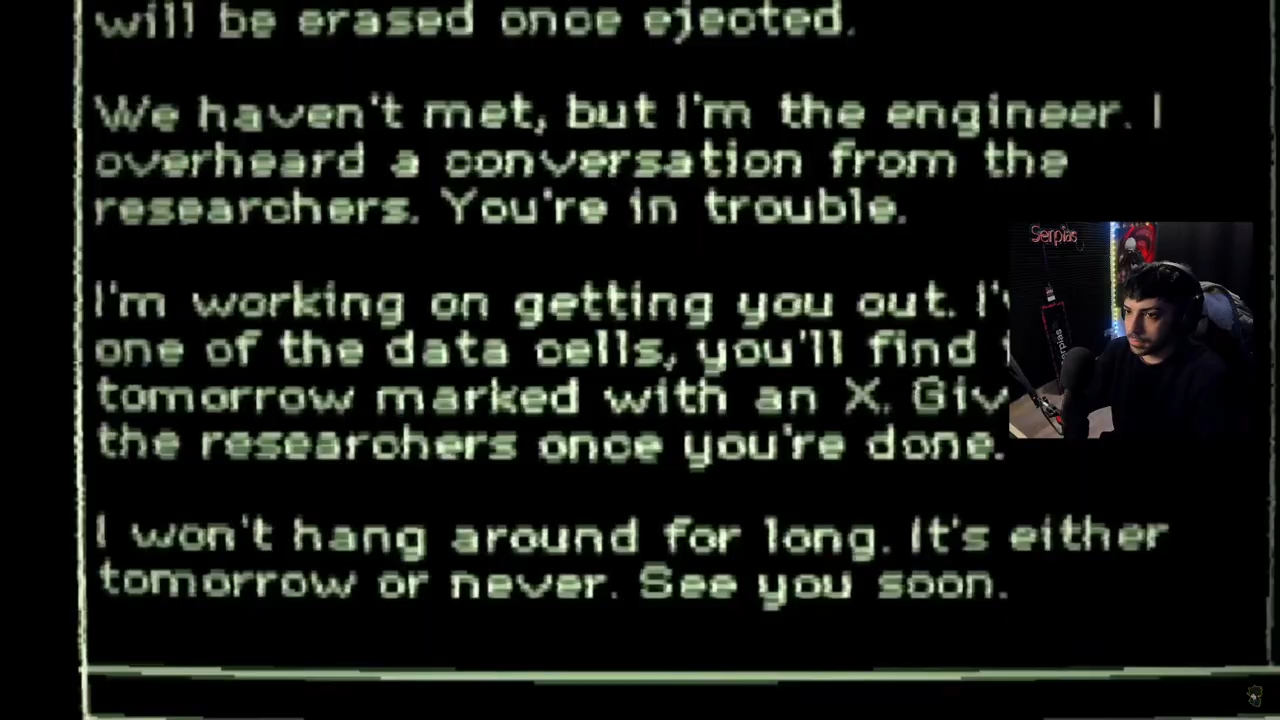 will be erased once ejected.
We haven't met, but I'm the engineer. I
overheard a conversation from the
researchers. You're in trouble.
I'm working on getting you out.
one of the data cells, you'll find
tomorrow marked with an X.
the researchers once you're done.
I won't hang around for long. It's either
tomorrow or never. See you soon.
Serpias
Serpias